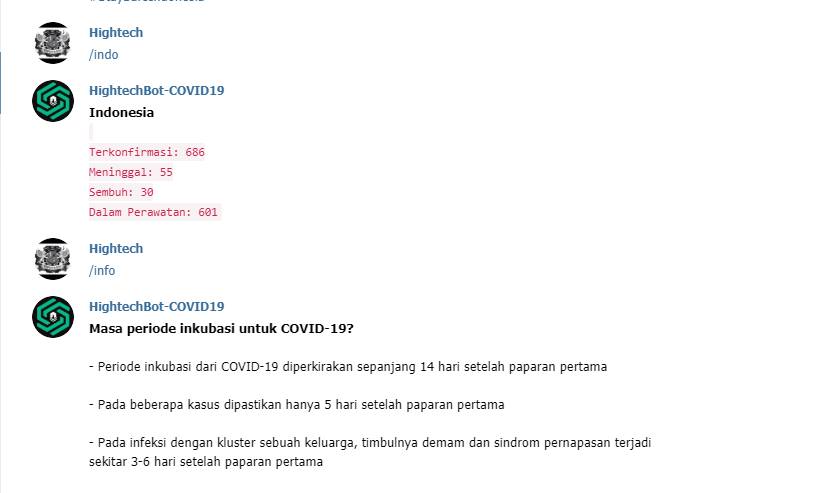 Hightech
/indo
HightechBot-COVID19
Indonesia
Terkonfirmasi: 686
Meninggal: 55
Sembuh: 30
Dalam Perawatan: 601
Hightech
/info
HightechBot-COVID19
Masa periode inkubasi untuk COVID-19?
- Periode inkubasi dari COVID-19 diperkirakan sepanjang 14 hari setelah paparan pertama
- Pada beberapa kasus dipastikan hanya 5 hari setelah paparan pertama
- Pada infeksi dengan kluster sebuah keluarga, timbulnya demam dan sindrom pernapasan terjadi
sekitar 3-6 hari setelah paparan pertama